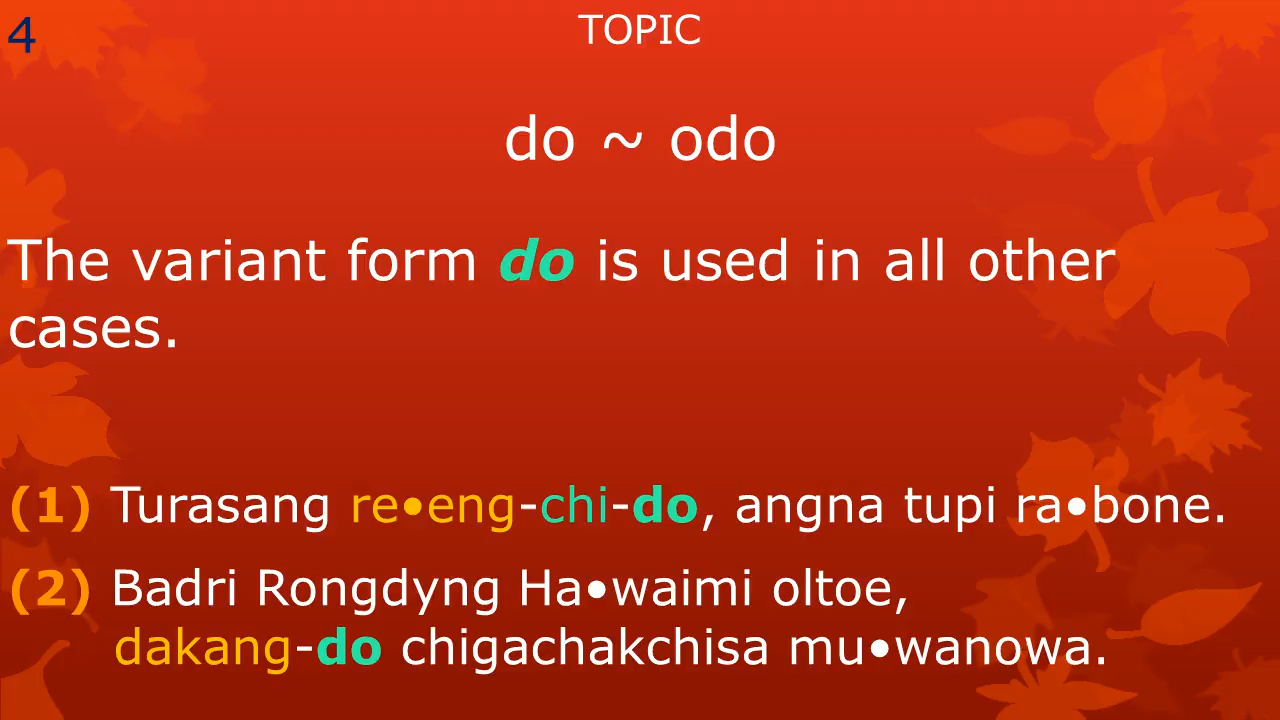 4
TOPIC
do ~ odo
The variant form do is used in all other
cases.
(1) Turasang re•eng-chi-do, angna tupi ra•bone.
(2) Badri Rongdyng Ha•waimi oltoe,
dakang-do chigachakchisa mu•wanowa.